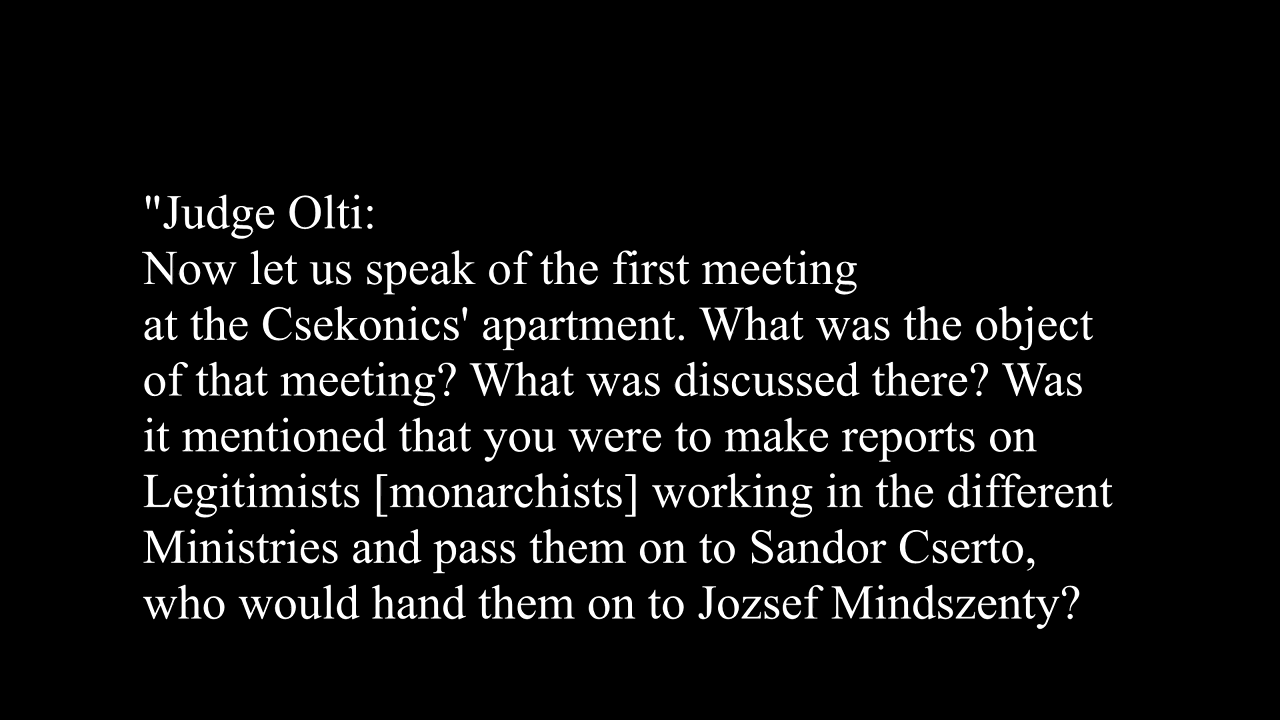 "Judge Olti:
Now let us speak of the first meeting
at the Csekonics' apartment. What was the object
of that meeting? What was discussed there? Was
it mentioned that you were to make reports on
Legitimists [monarchists] working in the different
Ministries and pass them on to Sandor Cserto,
who would hand them on to Jozsef Mindszenty?